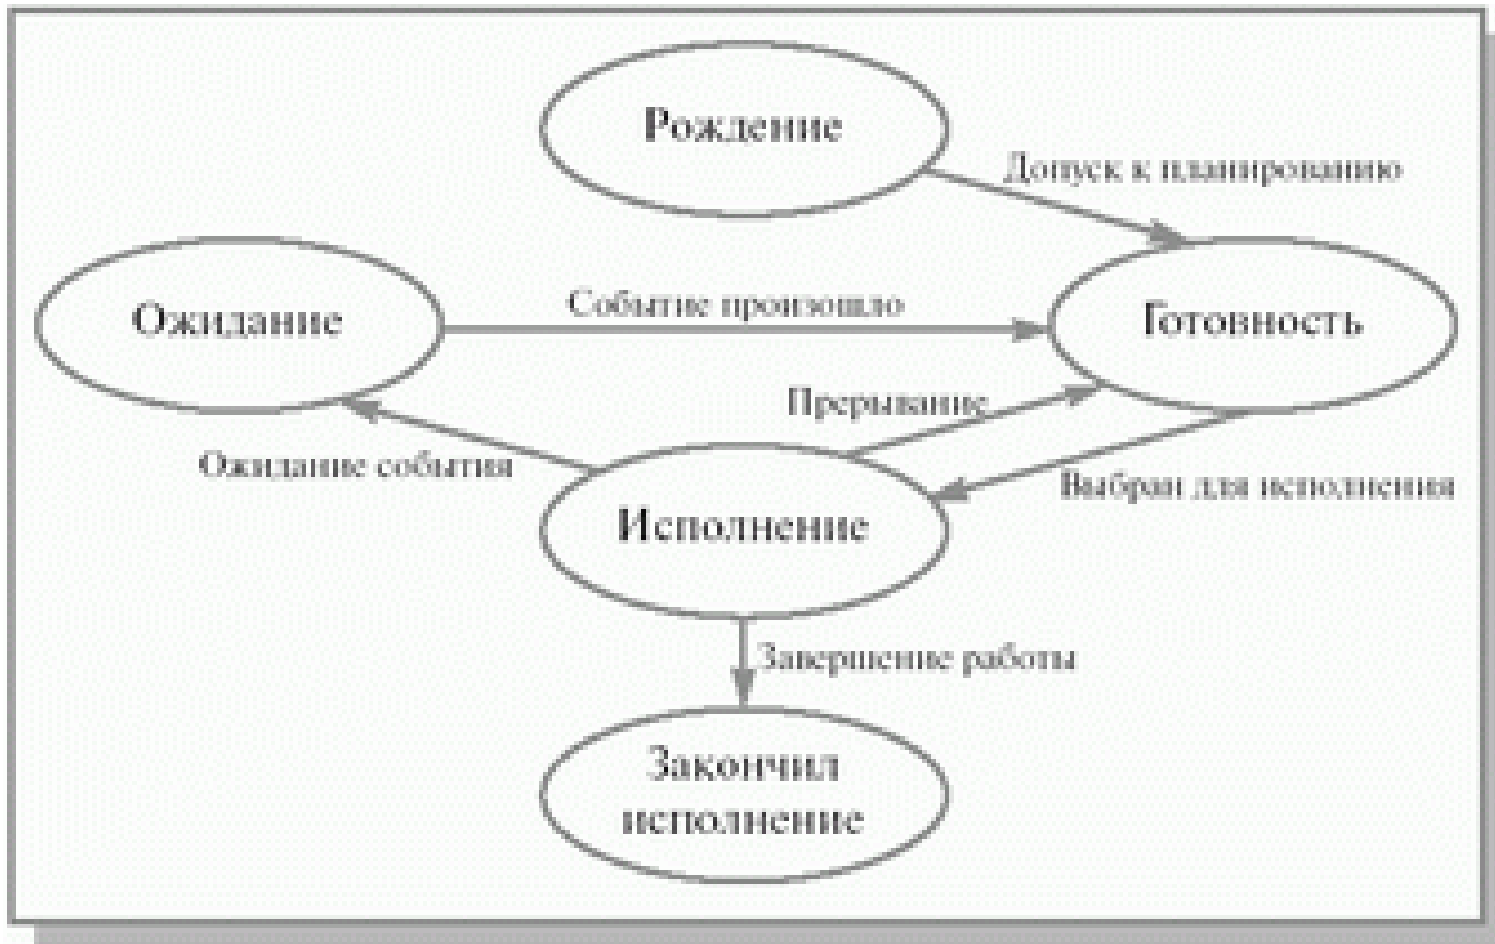 Рождение
Допуск к планированию
Ожидание
Событие произошло
Готовность
Прерывание
Ожидание события
Выбран для исполнения
Исполнение
Завершение работы
Закончил
исполнение